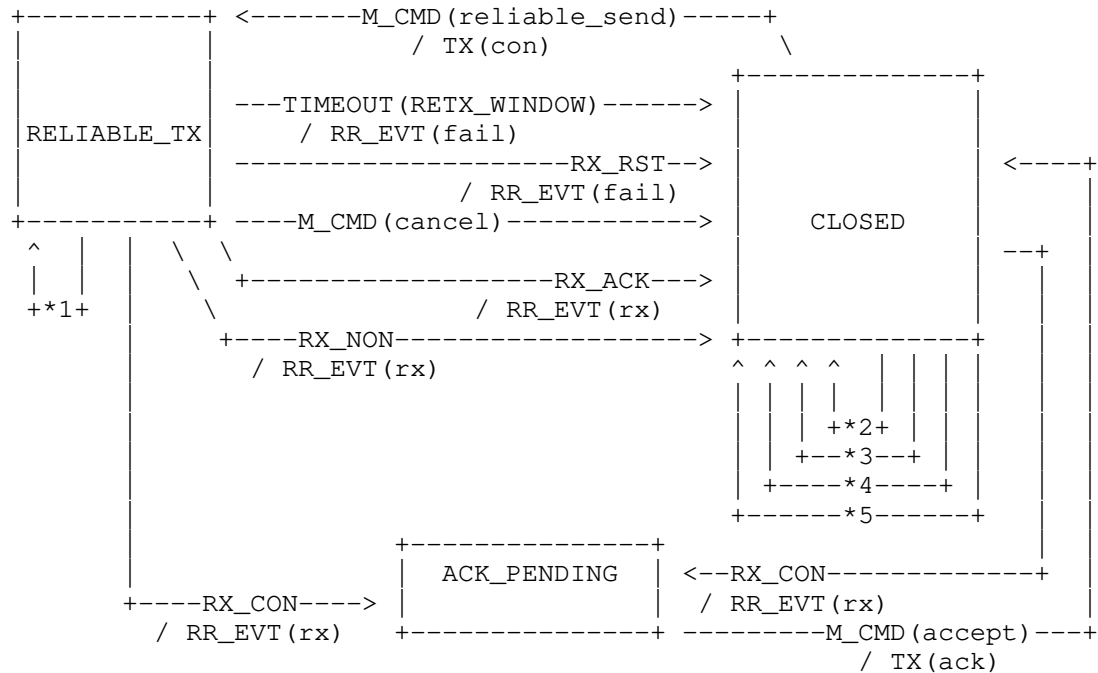 M_CMD(reliable_send)
/ TX(con)
TIMEOUT(RETX_WINDOW)
RELIABLE_TX
/ RR_EVT(fail)
RX_RST
/ RR_EVT(fail)
M_CMD(cancel)
CLOSED
RX_ACK
*1
/ RR_EVT(rx)
RX_NON
/ RR_EVT(rx)
*2
*3
*4
*5
ACK_PENDING
RX_CON
RX_CON
/ RR_EVT(rx)
/ RR_EVT(rx)
M_CMD(accept)
/ TX(ack)